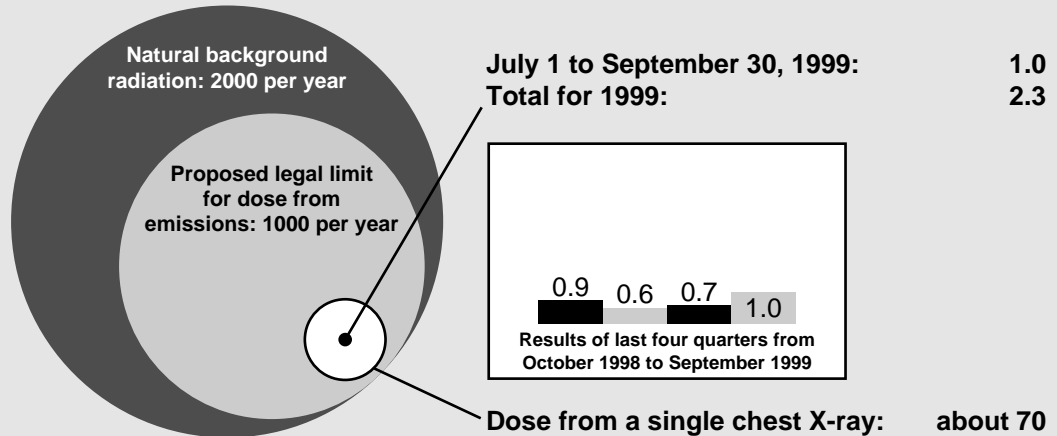 Natural background
radiation: 2000 per year
Proposed legal limit
for dose from
emissions: 1000 per year
July 1 to September 30, 1999: 1.0
Total for 1999: 2.3
0.9 0.6 0.7 1.0
Results of last four quarters from
October 1998 to September 1999
Dose from a single chest X-ray: about 70